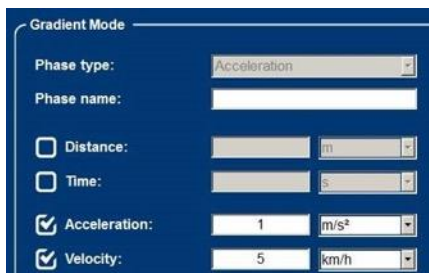 Gradient Mode
Phase type: Acceleration
Phase name:
Distance: m
Time: s
Acceleration: 1 m/s²
Velocity: 5 km/h